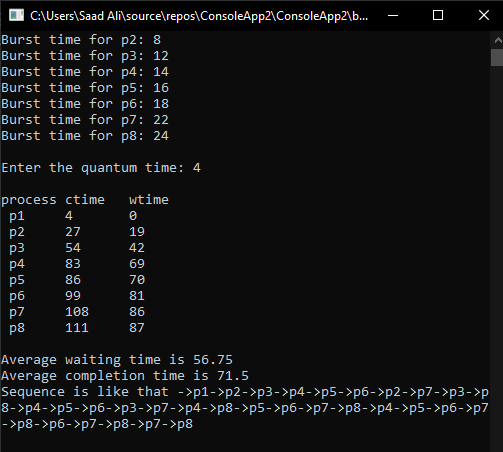 C:\Users\Saad Ali\source\repos\ConsoleApp2\ConsoleApp2\b...
Burst time for p2: 8
Burst time for p3: 12
Burst time for p4: 14
Burst time for p5: 16
Burst time for p6: 18
Burst time for p7: 22
Burst time for p8: 24
Enter the quantum time: 4
process ctime wtime
p1 4 0
p2 27 19
p3 54 42
p4 83 69
p5 86 70
p6 99 81
p7 108 86
p8 111 87
Average waiting time is 56.75
Average completion time is 71.5
Sequence is like that ->p1->p2->p3->p4->p5->p6->p2->p7->p3->p
8->p4->p5->p6->p3->p7->p4->p8->p5->p6->p7->p8->p4->p5->p6->p7
->p8->p6->p7->p8->p7->p8